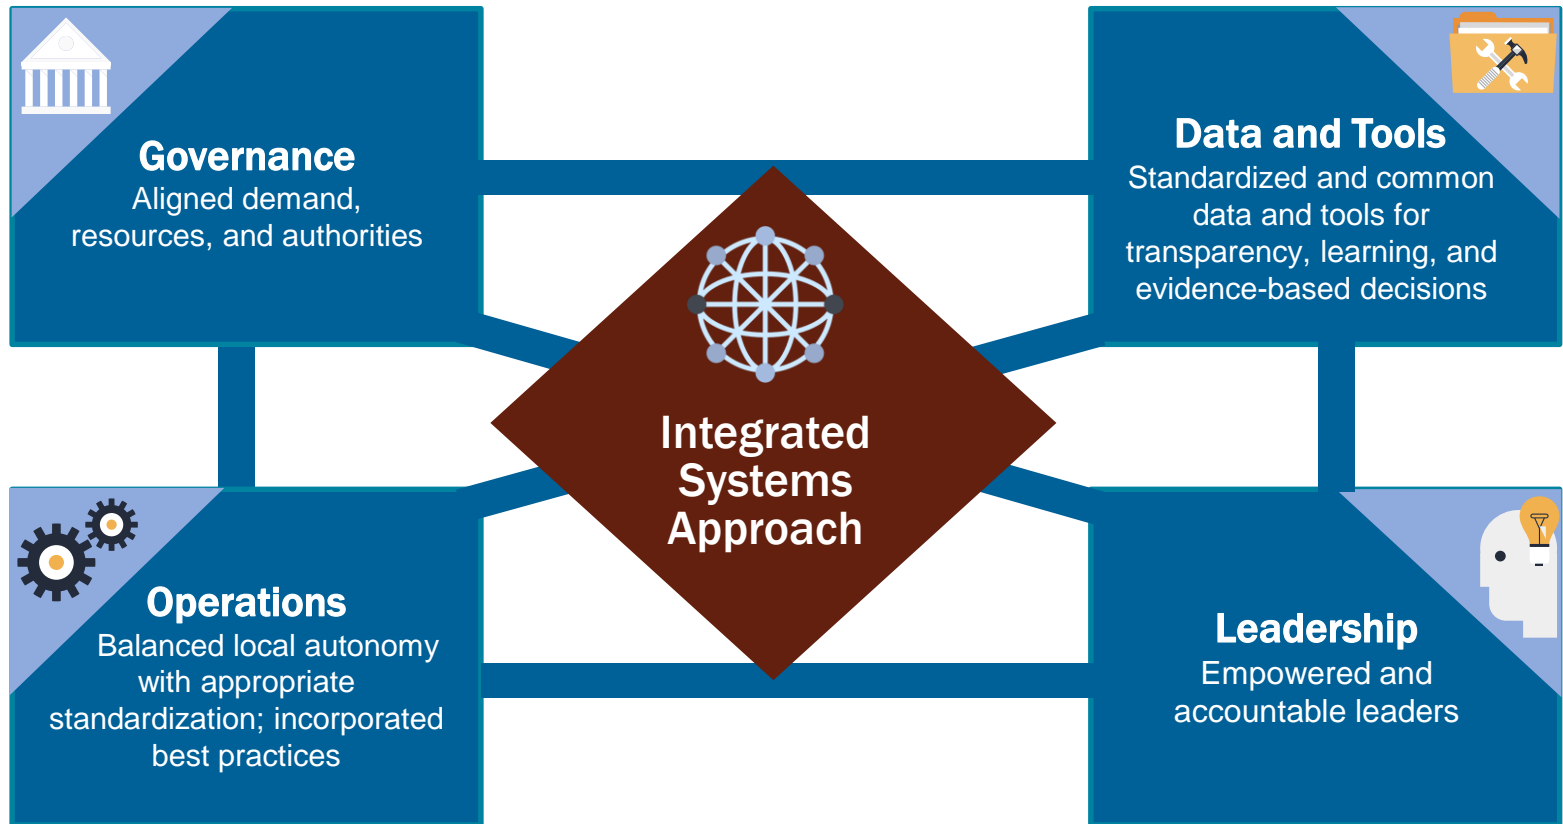 Governance
Aligned demand,
resources, and authorities
Data and Tools
Standardized and common
data and tools for
transparency, learning, and
evidence-based decisions
Integrated
Systems
Approach
Operations
Balanced local autonomy
with appropriate
standardization; incorporated
best practices
Leadership
Empowered and
accountable leaders